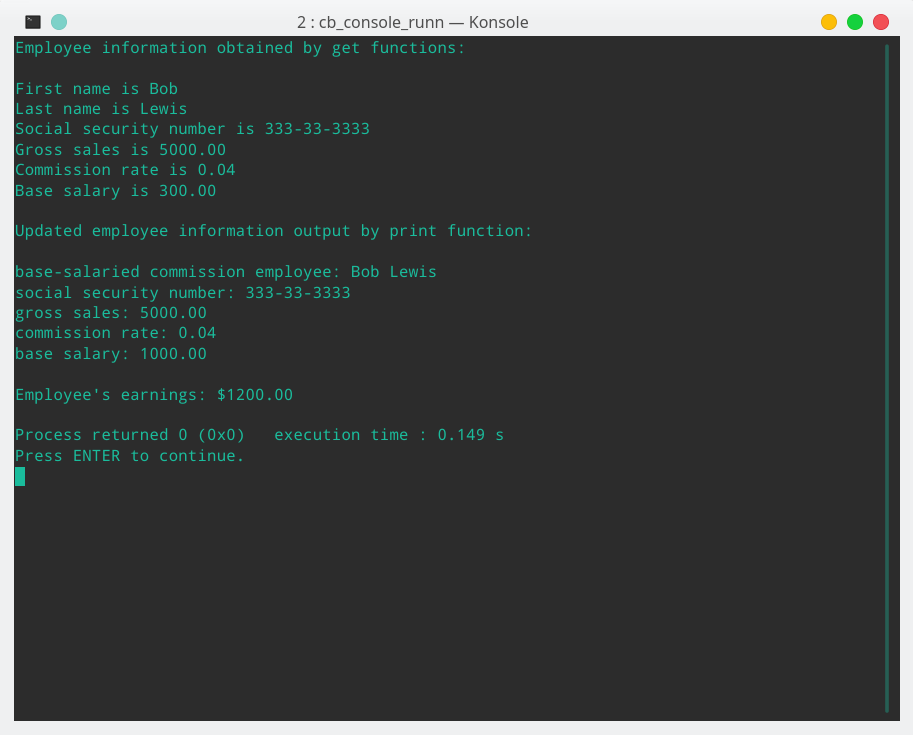 2 : cb_console_runn — Konsole
Employee information obtained by get functions:
First name is Bob
Last name is Lewis
Social security number is 333-33-3333
Gross sales is 5000.00
Commission rate is 0.04
Base salary is 300.00
Updated employee information output by print function:
base-salaried commission employee: Bob Lewis
social security number: 333-33-3333
gross sales: 5000.00
commission rate: 0.04
base salary: 1000.00
Employee's earnings: $1200.00
Process returned 0 (0x0)   execution time : 0.149 s
Press ENTER to continue.